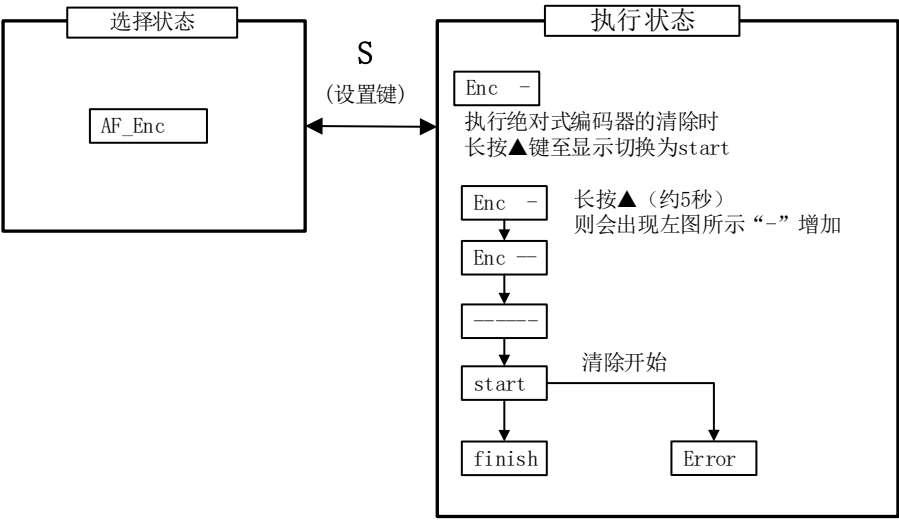 选择状态
AF_Enc
S
(设置键)
执行状态
Enc -
执行绝对式编码器的清除时
长按▲键至显示切换为start
Enc -
长按▲（约5秒）
则会出现左图所示“-”增加
Enc --
------
start
清除开始
finish
Error